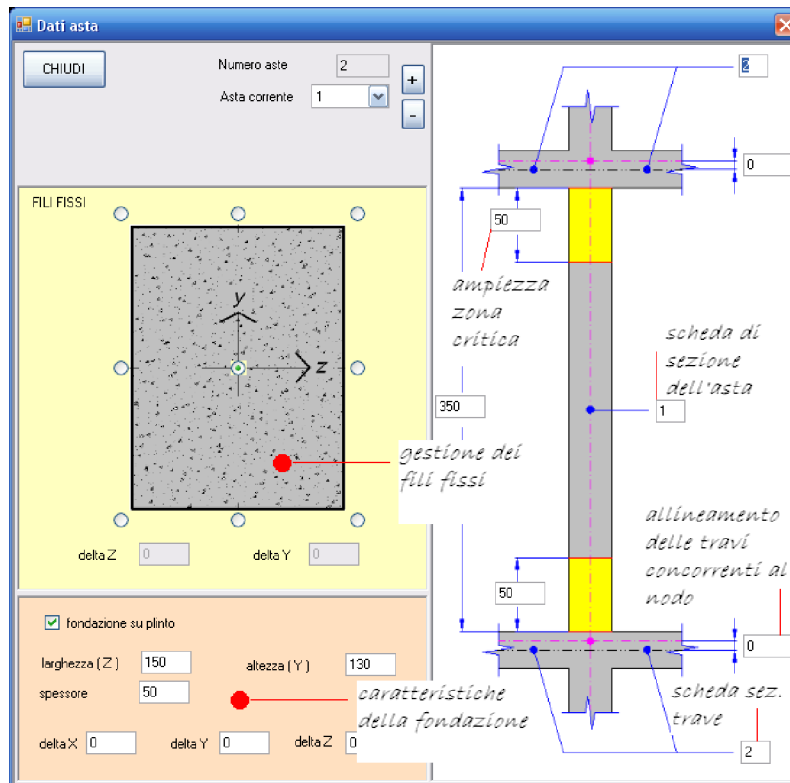 Dati asta
CHIUDI
Numero aste 2
Asta corrente 1
+
-
FILI FISSI
y
z
delta Z 0
delta Y 0
gestione dei
fili fissi
fondazione su plinto
larghezza ( Z ) 150
altezza ( Y ) 130
spessore 50
caratteristiche
della fondazione
delta X 0
delta Y 0
delta Z 0
2
0
50
ampiezza
zona
critica
scheda di
sezione
dell'asta
350
1
allineamento
delle travi
concorrenti al
nodo
50
0
scheda sez.
trave
2